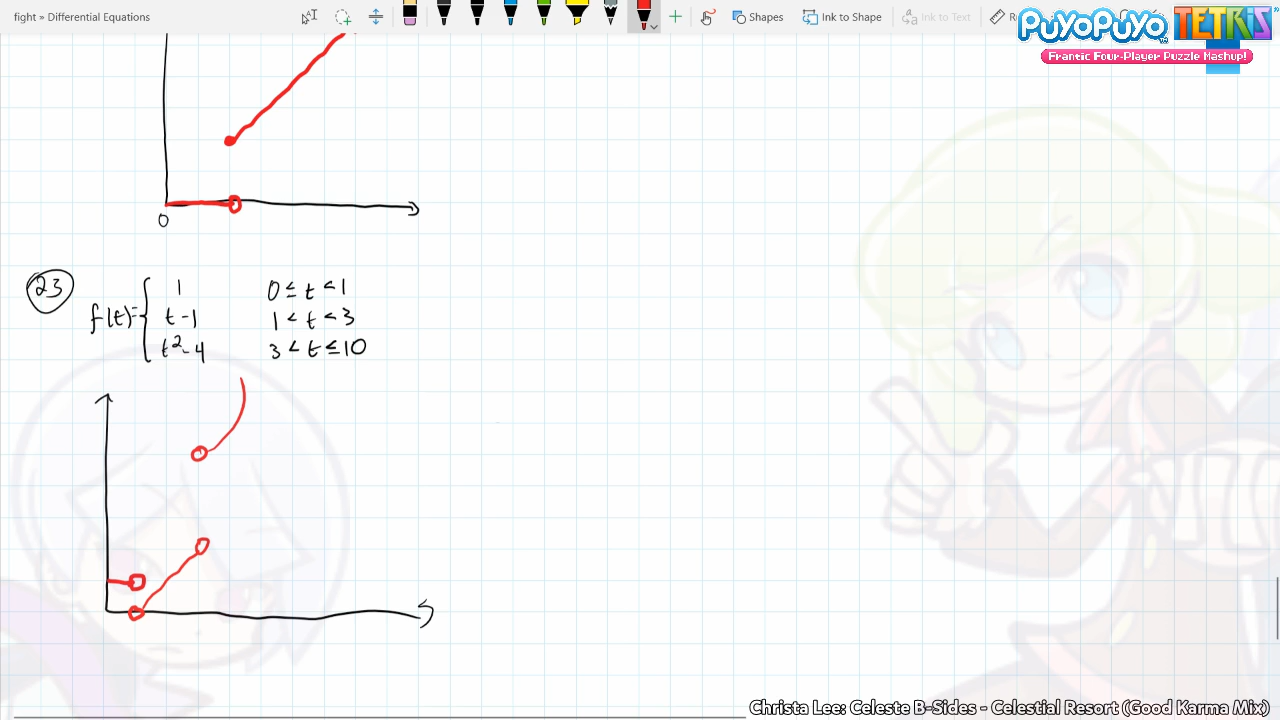 fight » Differential Equations
Shapes
Ink to Shape
Ink to Text
PuyoPuyo TETRIS
Frantic Four-Player Puzzle Mashup!
0
23
f(t)= { 1 0 ≤ t < 1
t - 1 1 < t < 3
t² - 4 3 < t ≤ 10
Christa Lee: Celeste B-Sides - Celestial Resort (Good Karma Mix)